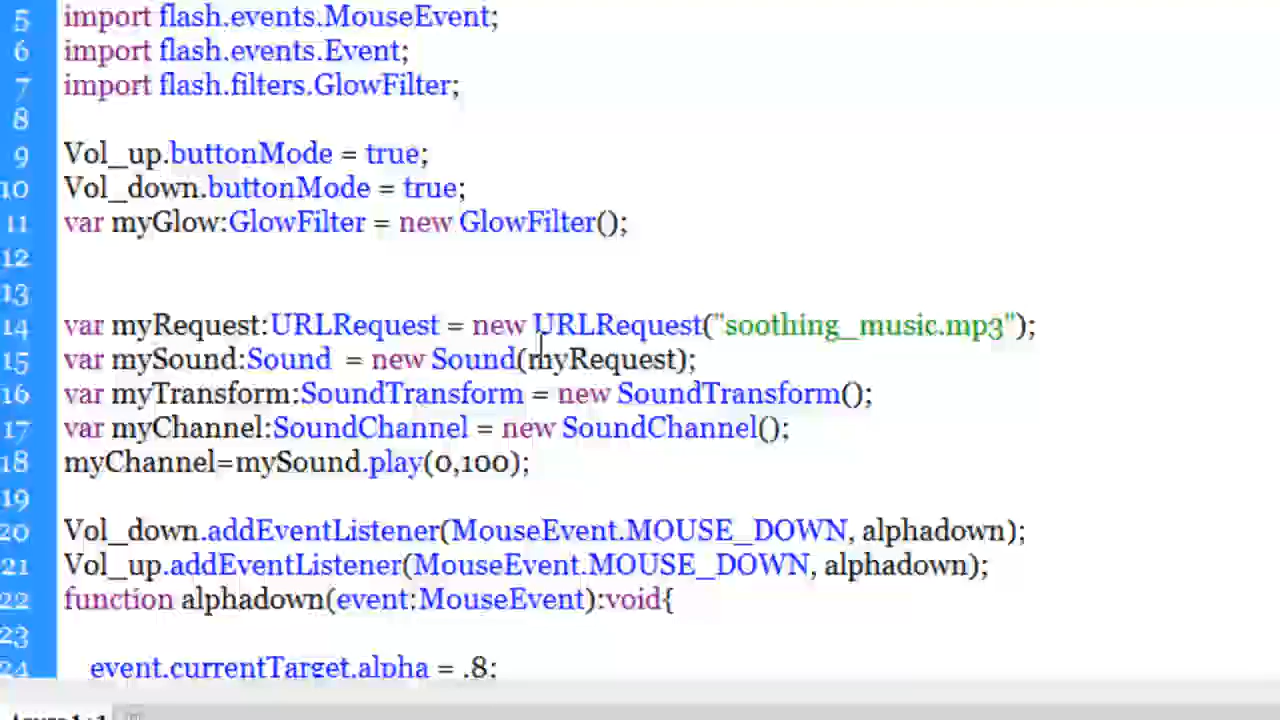 5 import flash.events.MouseEvent;
6 import flash.events.Event;
7 import flash.filters.GlowFilter;
8
9 Vol_up.buttonMode = true;
10 Vol_down.buttonMode = true;
11 var myGlow:GlowFilter = new GlowFilter();
12
13
14 var myRequest:URLRequest = new URLRequest("soothing_music.mp3");
15 var mySound:Sound = new Sound(myRequest);
16 var myTransform:SoundTransform = new SoundTransform();
17 var myChannel:SoundChannel = new SoundChannel();
18 myChannel=mySound.play(0,100);
19
20 Vol_down.addEventListener(MouseEvent.MOUSE_DOWN, alphadown);
21 Vol_up.addEventListener(MouseEvent.MOUSE_DOWN, alphadown);
22 function alphadown(event:MouseEvent):void{
23
24 event.currentTarget.alpha = .8;